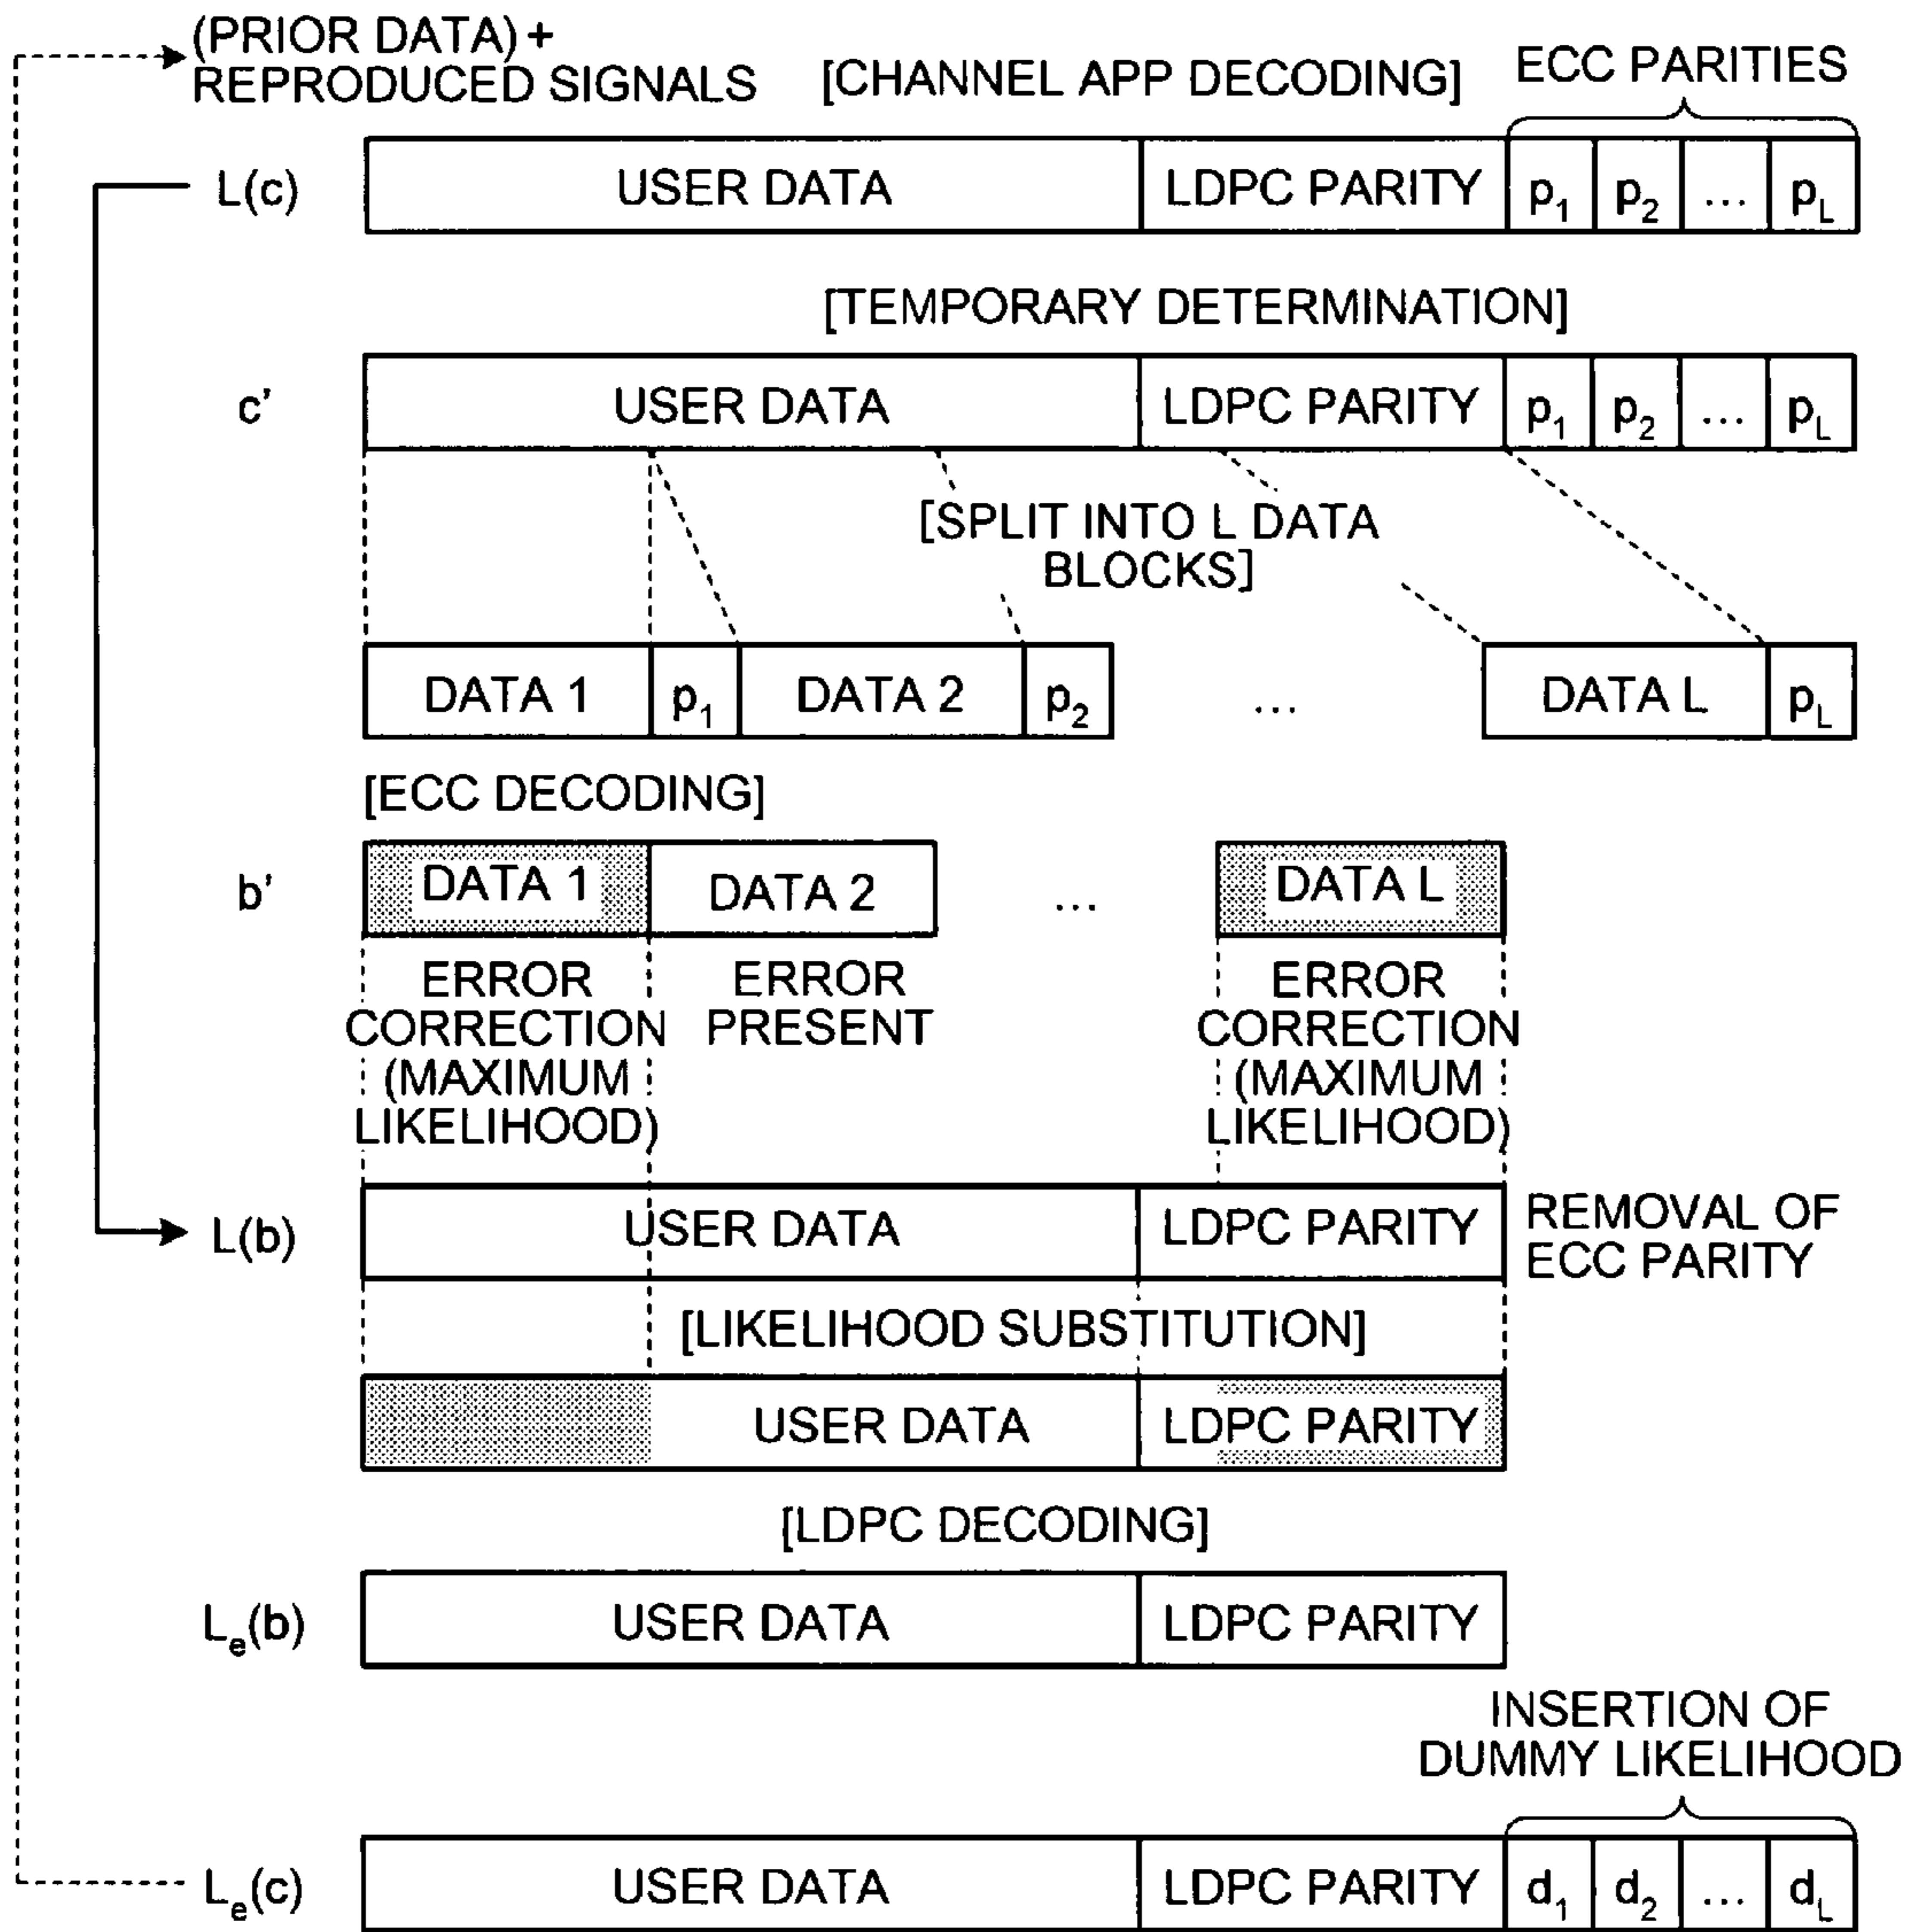 (PRIOR DATA) +
REPRODUCED SIGNALS
[CHANNEL APP DECODING]
ECC PARITIES
L(c) USER DATA LDPC PARITY p1 p2 ... pL
[TEMPORARY DETERMINATION]
c' USER DATA LDPC PARITY p1 p2 ... pL
[SPLIT INTO L DATA
BLOCKS]
DATA 1 p1 DATA 2 p2 ... DATA L pL
[ECC DECODING]
b' DATA 1 DATA 2 ... DATA L
ERROR
CORRECTION
(MAXIMUM
LIKELIHOOD)
ERROR
PRESENT
ERROR
CORRECTION
(MAXIMUM
LIKELIHOOD)
L(b) USER DATA LDPC PARITY
REMOVAL OF
ECC PARITY
[LIKELIHOOD SUBSTITUTION]
USER DATA LDPC PARITY
[LDPC DECODING]
Le(b) USER DATA LDPC PARITY
INSERTION OF
DUMMY LIKELIHOOD
Le(c) USER DATA LDPC PARITY d1 d2 ... dL